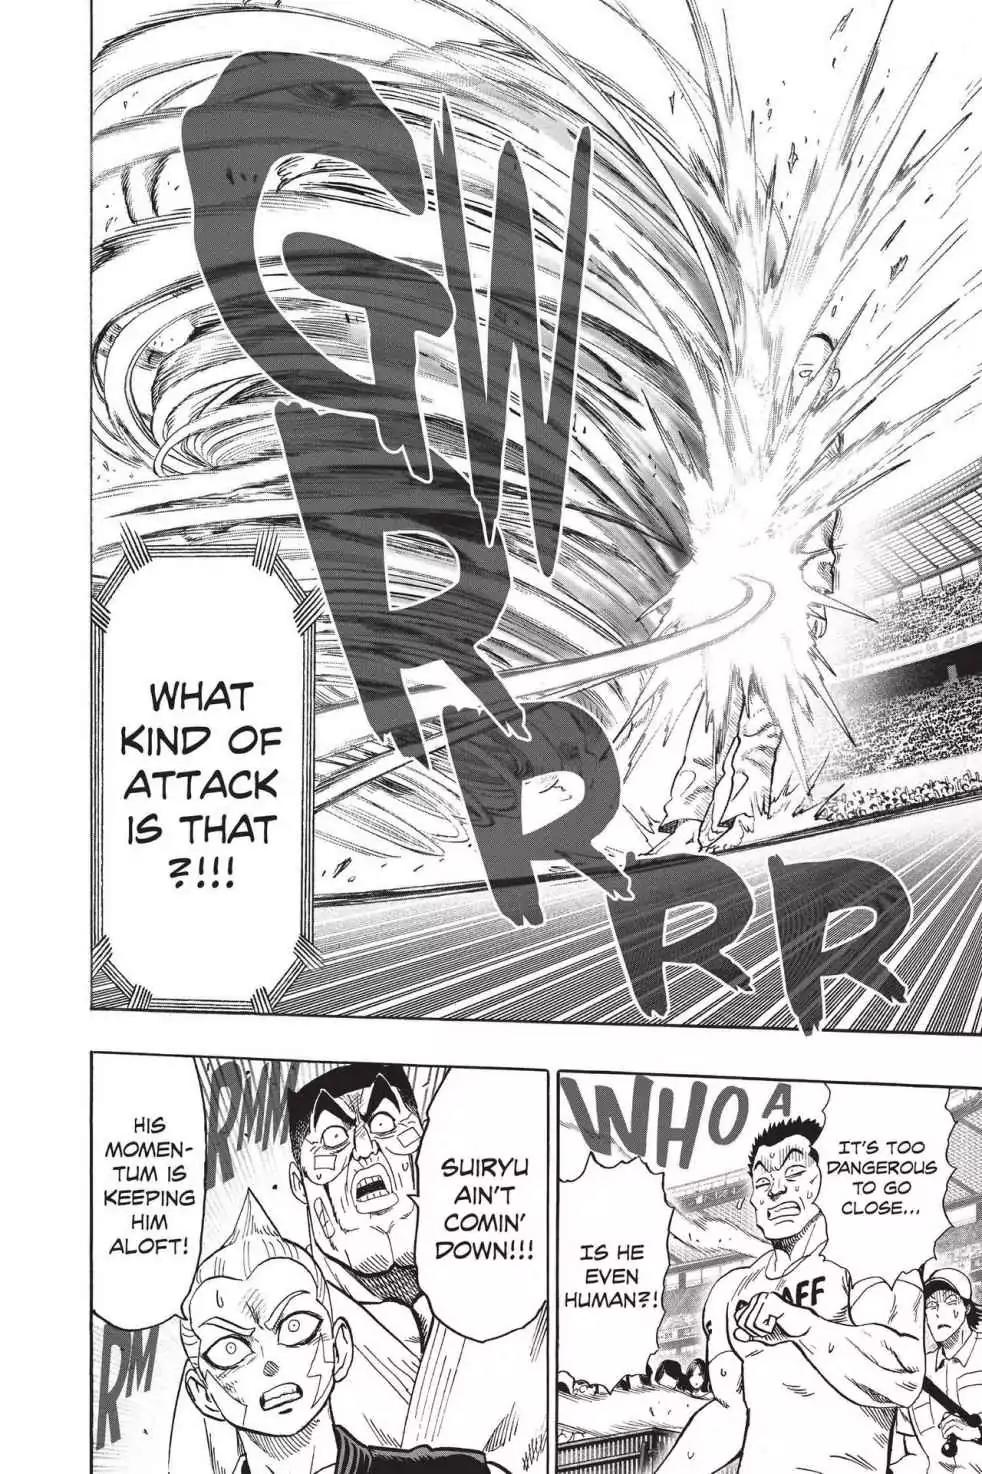 GWRRRRR
WHAT
KIND OF
ATTACK
IS THAT
?!!!
WHOA
IT'S TOO
DANGEROUS
TO GO
CLOSE...
IS HE
EVEN
HUMAN?!
AFF
F
RMM
SUIRYU
AIN'T
COMIN'
DOWN!!!
HIS
MOMEN-
TUM IS
KEEPING
HIM
ALOFT!
RM